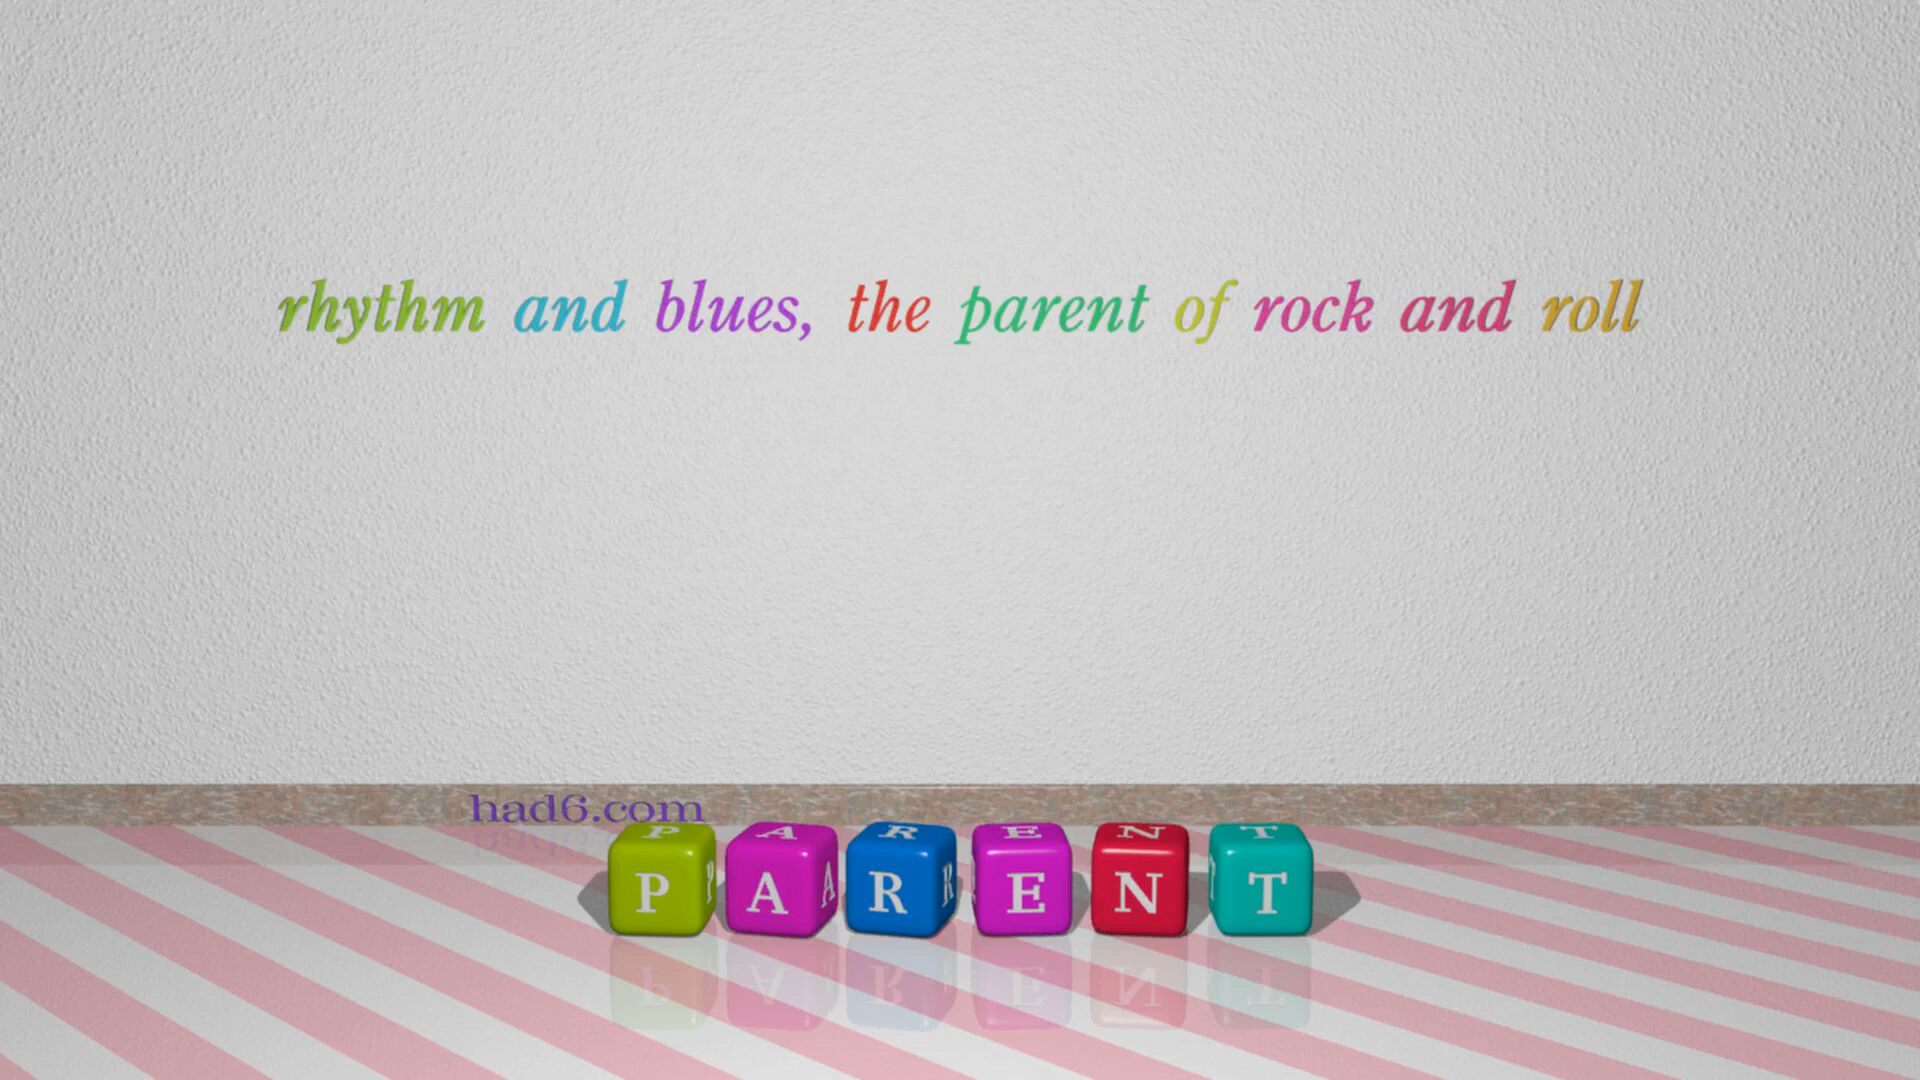 rhythm and blues, the parent of rock and roll
had6.com
PARENT